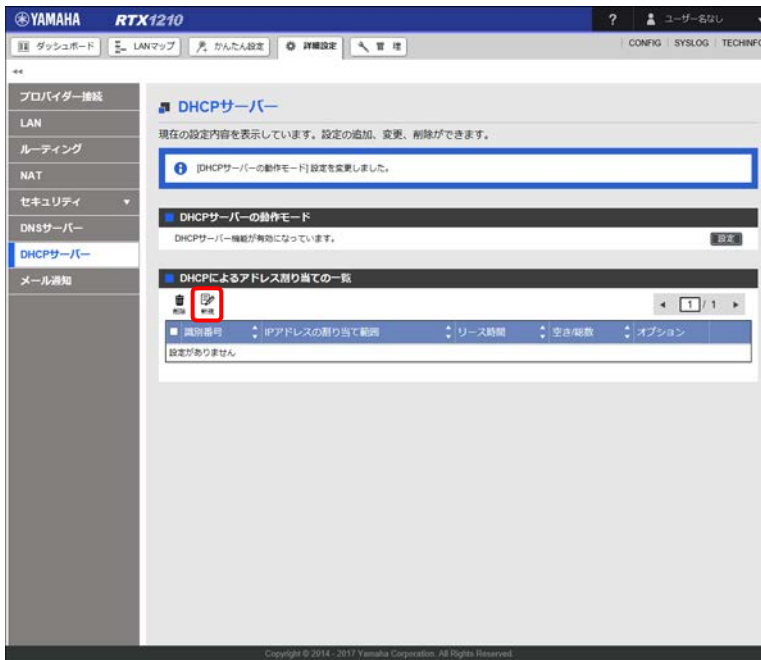 YAMAHA RTX1210 ? ユーザーなし
ダッシュボード LANマップ かんたん設定 詳細設定 管 理 CONFIG SYSLOG TECHINFO
プロバイダー接続
LAN
ルーティング
NAT
セキュリティ
DNSサーバー
DHCPサーバー
メール通知
DHCPサーバー
現在の設定内容を表示しています。設定の追加、変更、削除ができます。
[DHCPサーバーの動作モード] 設定を変更しました。
DHCPサーバーの動作モード
DHCPサーバー機能が有効になっています。 設定
DHCPによるアドレス割り当ての一覧
削除 新規 1 / 1
識別番号 IPアドレスの割り当て範囲 リース時間 空き/総数 オプション
設定がありません
Copyright © 2014 - 2017 Yamaha Corporation. All Rights Reserved.